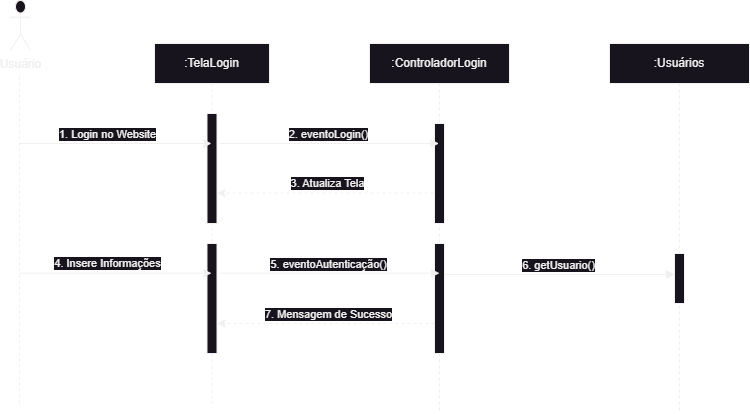 Usuário
:TelaLogin
:ControladorLogin
:Usuários
1. Login no Website
2. eventoLogin()
3. Atualiza Tela
4. Insere Informações
5. eventoAutenticação()
6. getUsuario()
7. Mensagem de Sucesso